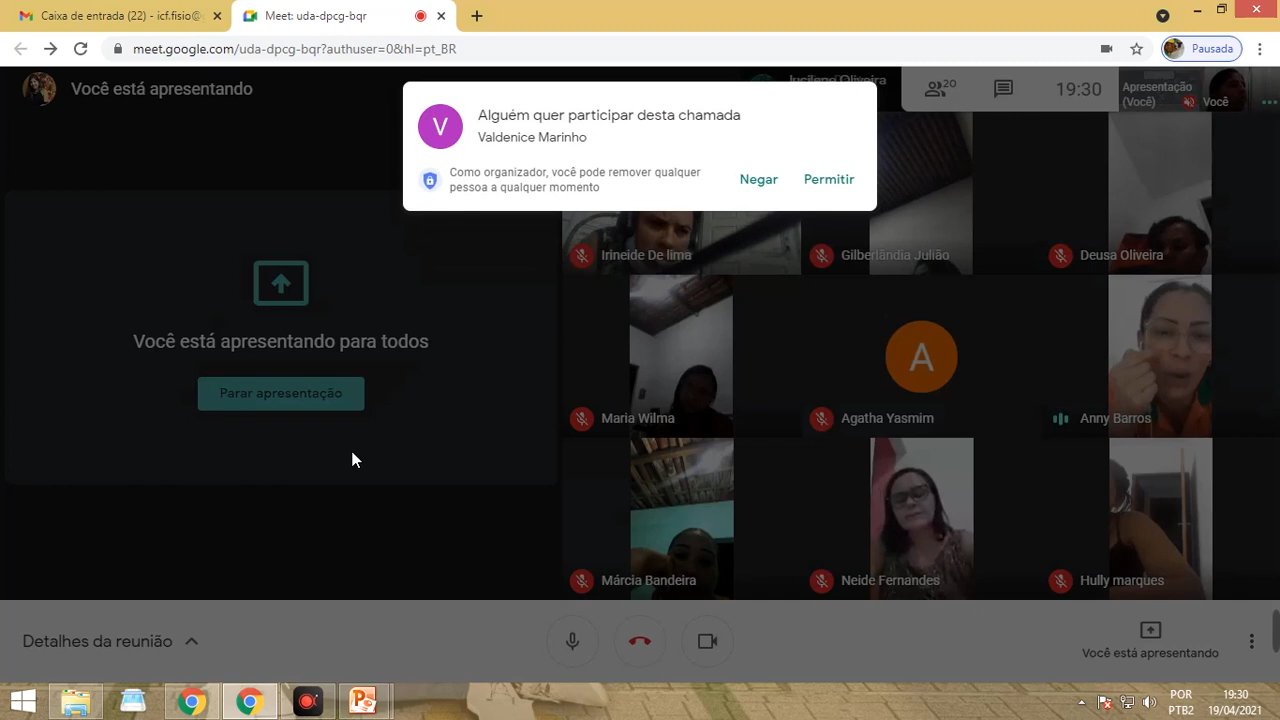 Caixa de entrada (22) - icf.fisio@
Meet: uda-dpcg-bqr
meet.google.com/uda-dpcg-bqr?authuser=0&hl=pt_BR
Pausada
Você está apresentando
Jucilene Oliveira
20
19:30
Apresentação
(Você)
Você
V
Alguém quer participar desta chamada
Valdenice Marinho
Como organizador, você pode remover qualquer
pessoa a qualquer momento
Negar
Permitir
Irineide De lima
Gilberlândia Julião
Deusa Oliveira
Você está apresentando para todos
Parar apresentação
A
Maria Wilma
Agatha Yasmim
Anny Barros
Márcia Bandeira
Neide Fernandes
Hully marques
Detalhes da reunião
Você está apresentando
POR
PTB2
19:30
19/04/2021